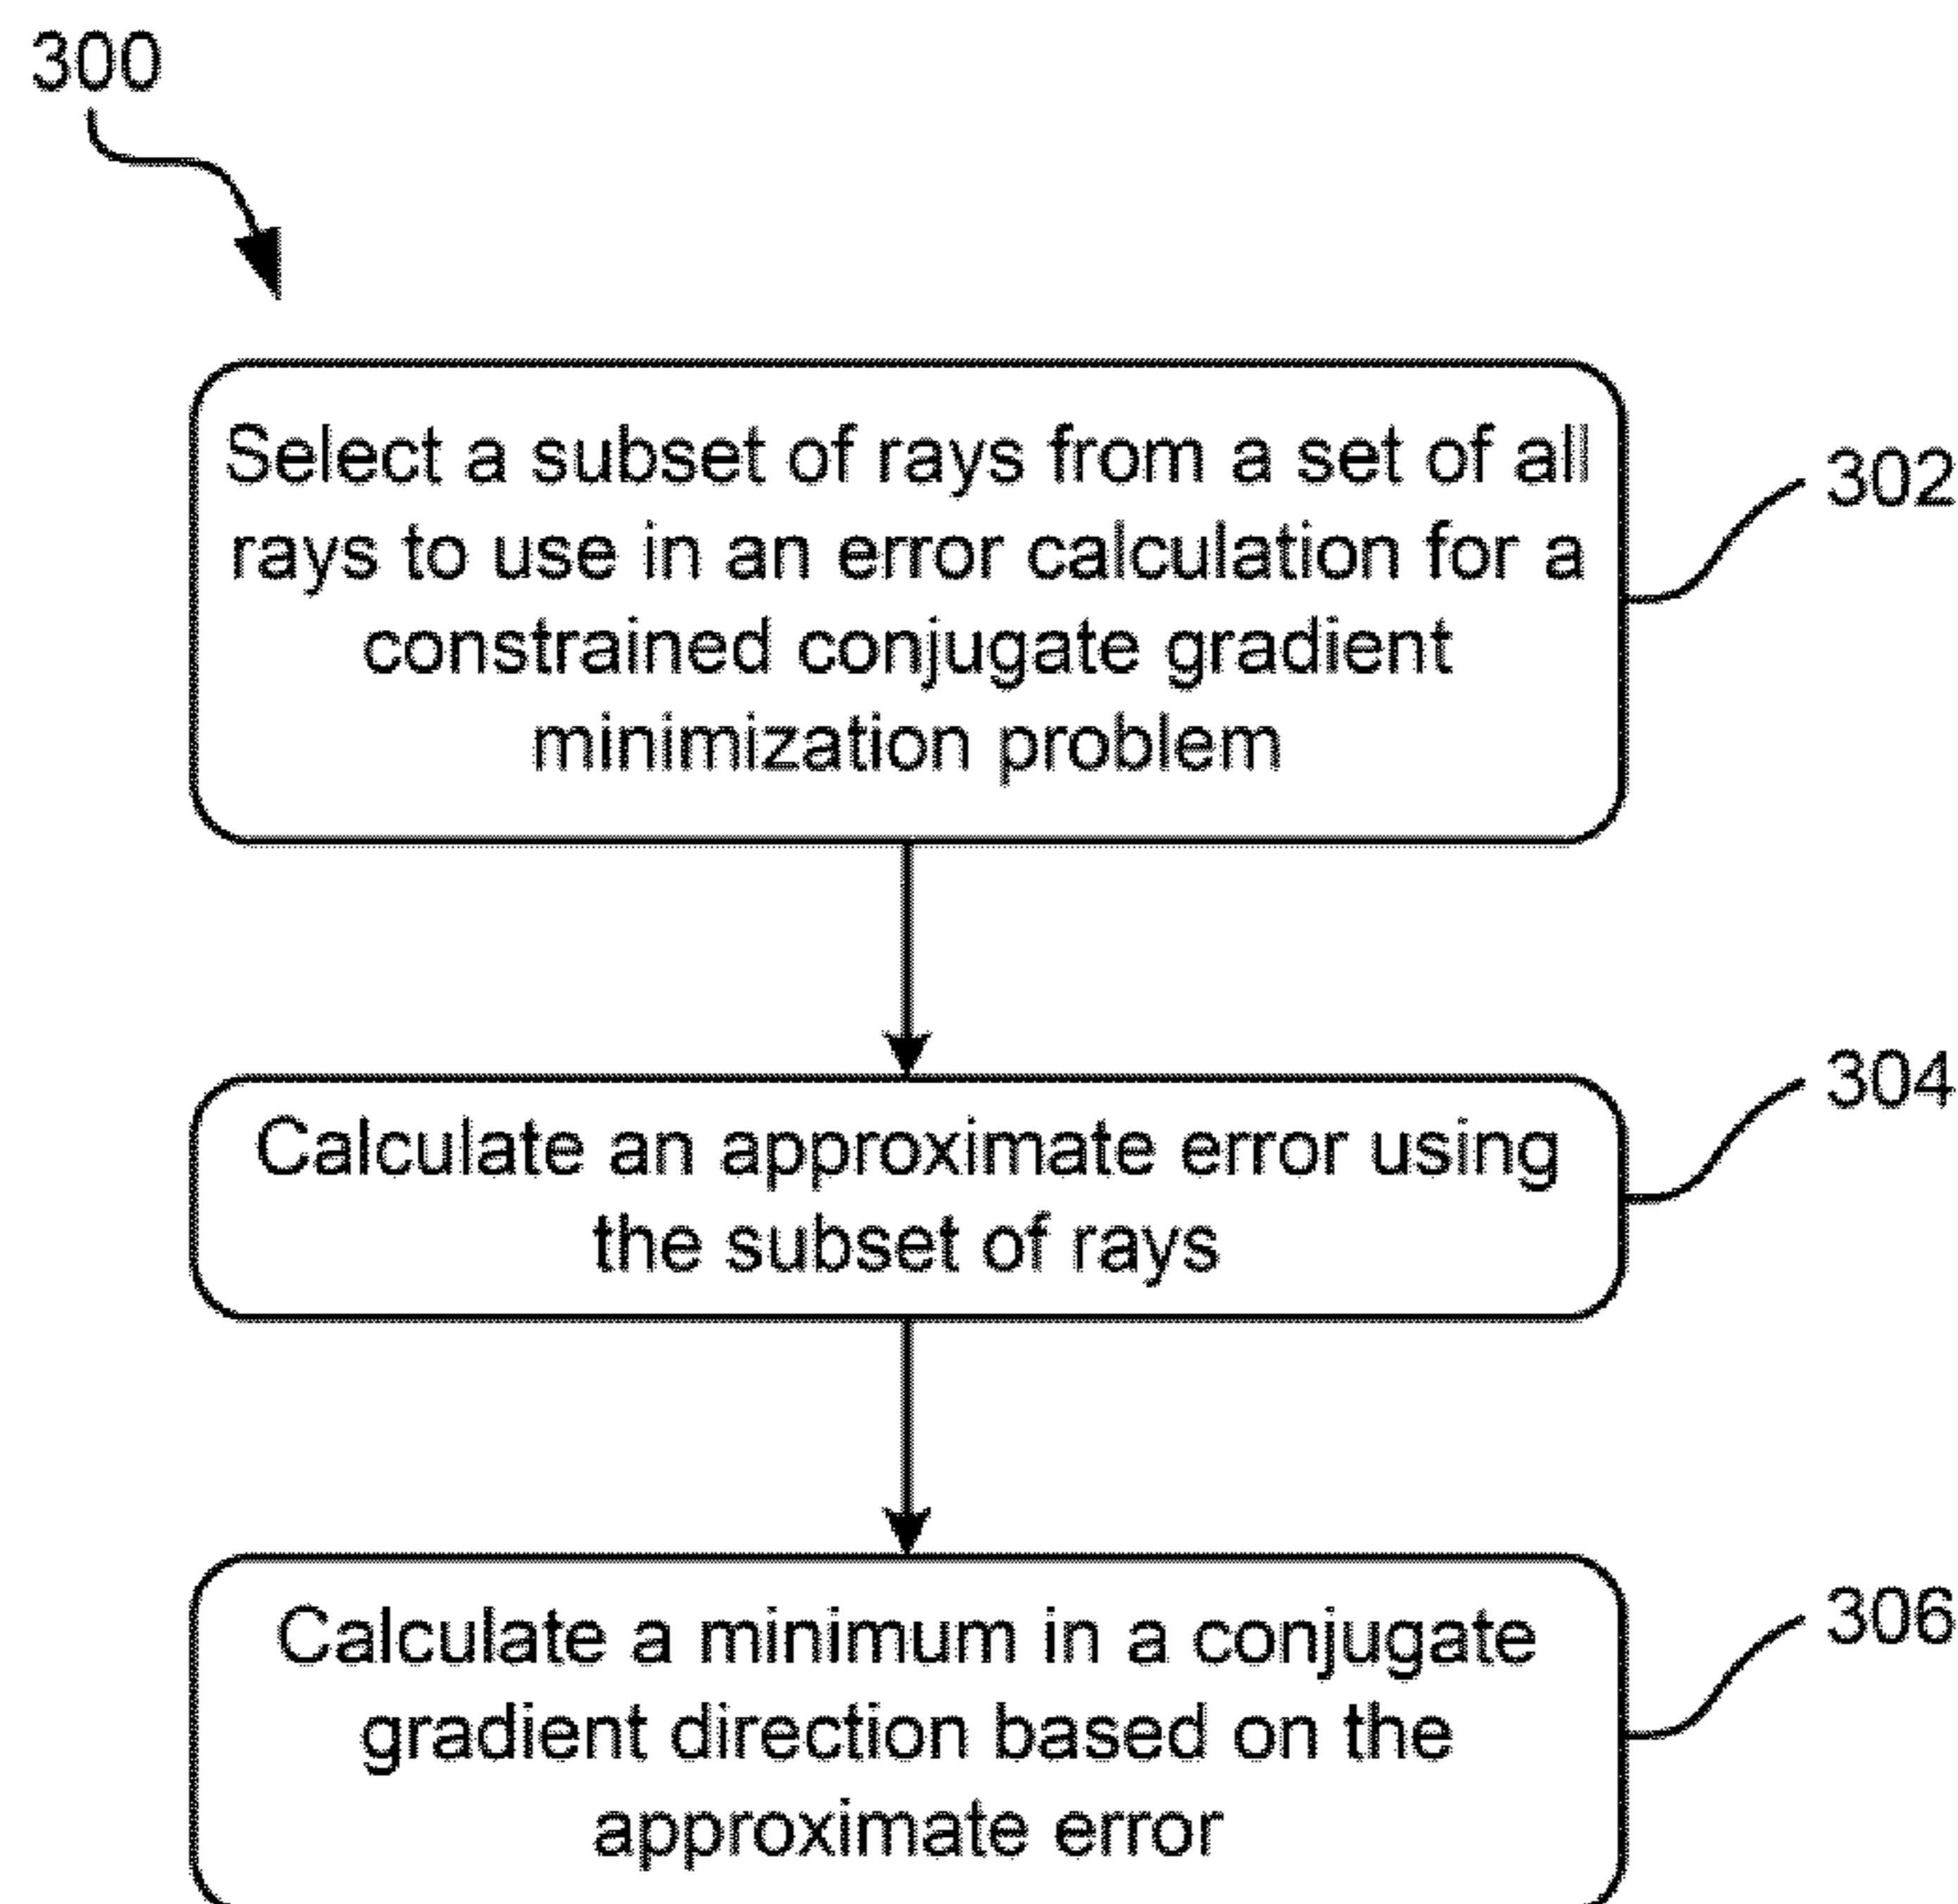 300
Select a subset of rays from a set of all
rays to use in an error calculation for a
constrained conjugate gradient
minimization problem
302
Calculate an approximate error using
the subset of rays
304
Calculate a minimum in a conjugate
gradient direction based on the
approximate error
306